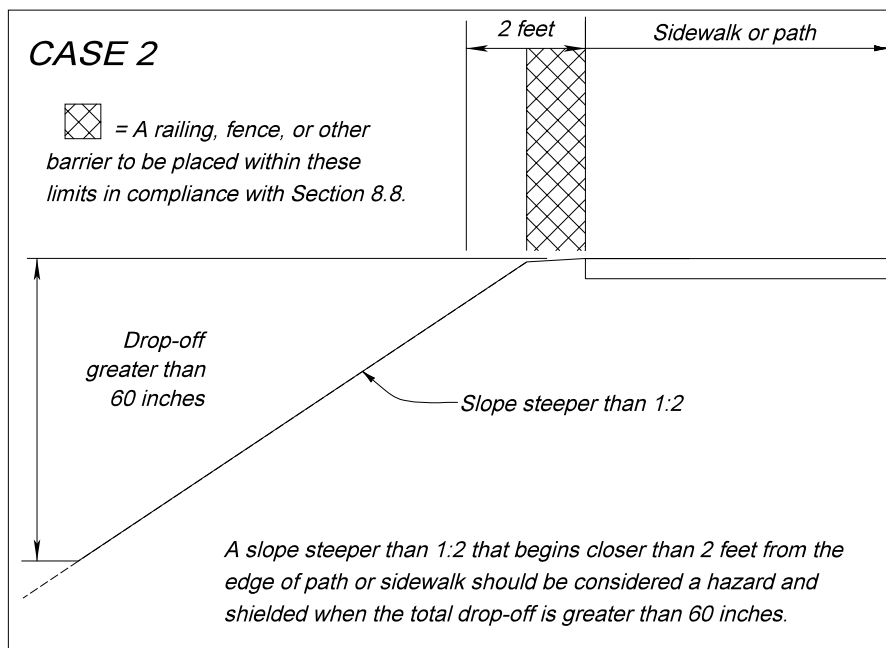 CASE 2
2 feet
Sidewalk or path
= A railing, fence, or other
barrier to be placed within these
limits in compliance with Section 8.8.
Drop-off
greater than
60 inches
Slope steeper than 1:2
A slope steeper than 1:2 that begins closer than 2 feet from the
edge of path or sidewalk should be considered a hazard and
shielded when the total drop-off is greater than 60 inches.